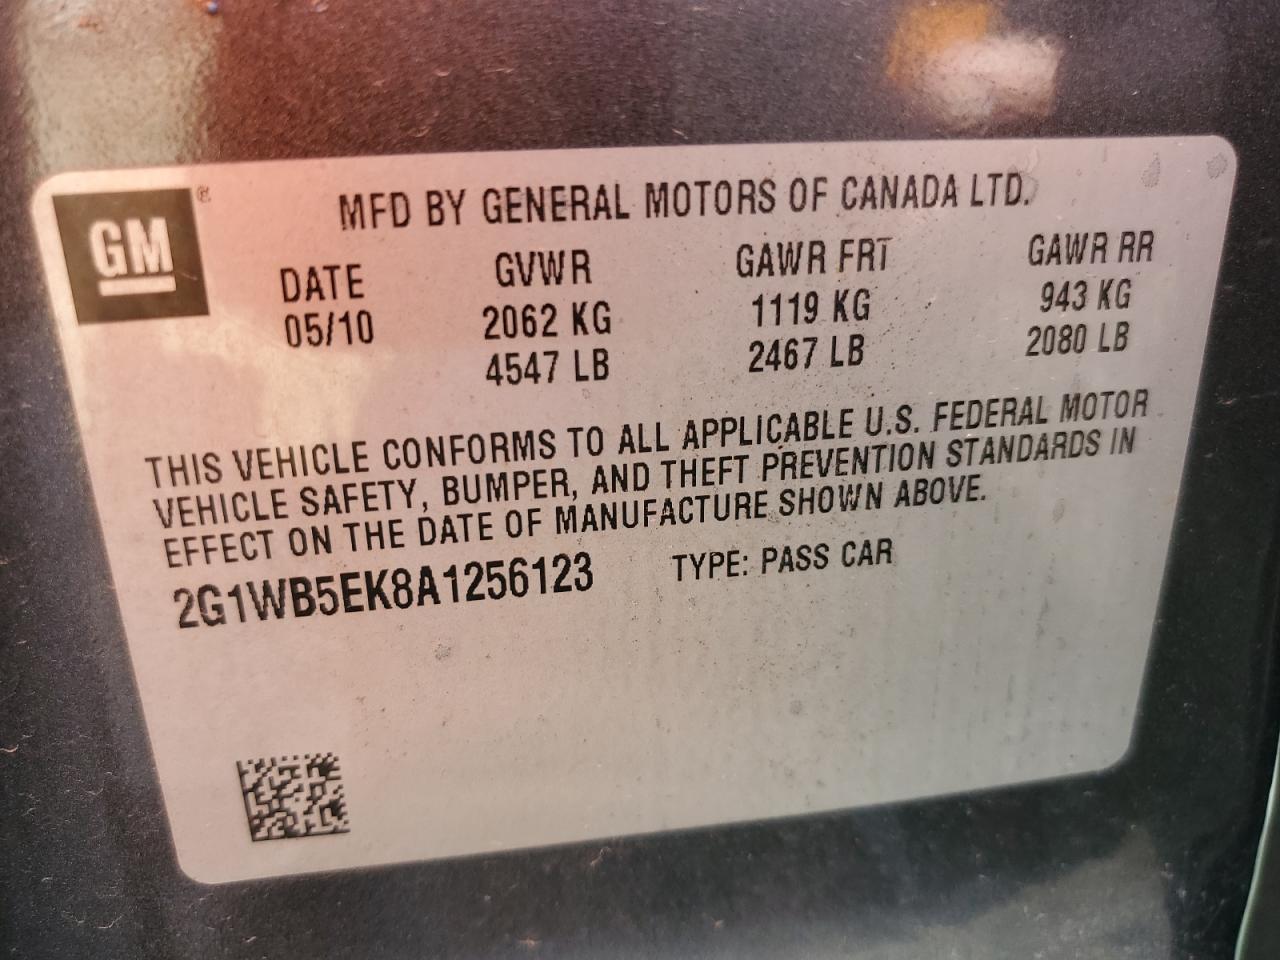 GM ®
MFD BY GENERAL MOTORS OF CANADA LTD.
DATE GVWR GAWR FRT GAWR RR
05/10 2062 KG 1119 KG 943 KG
4547 LB 2467 LB 2080 LB
THIS VEHICLE CONFORMS TO ALL APPLICABLE U.S. FEDERAL MOTOR
VEHICLE SAFETY, BUMPER, AND THEFT PREVENTION STANDARDS IN
EFFECT ON THE DATE OF MANUFACTURE SHOWN ABOVE.
2G1WB5EK8A1256123 TYPE: PASS CAR